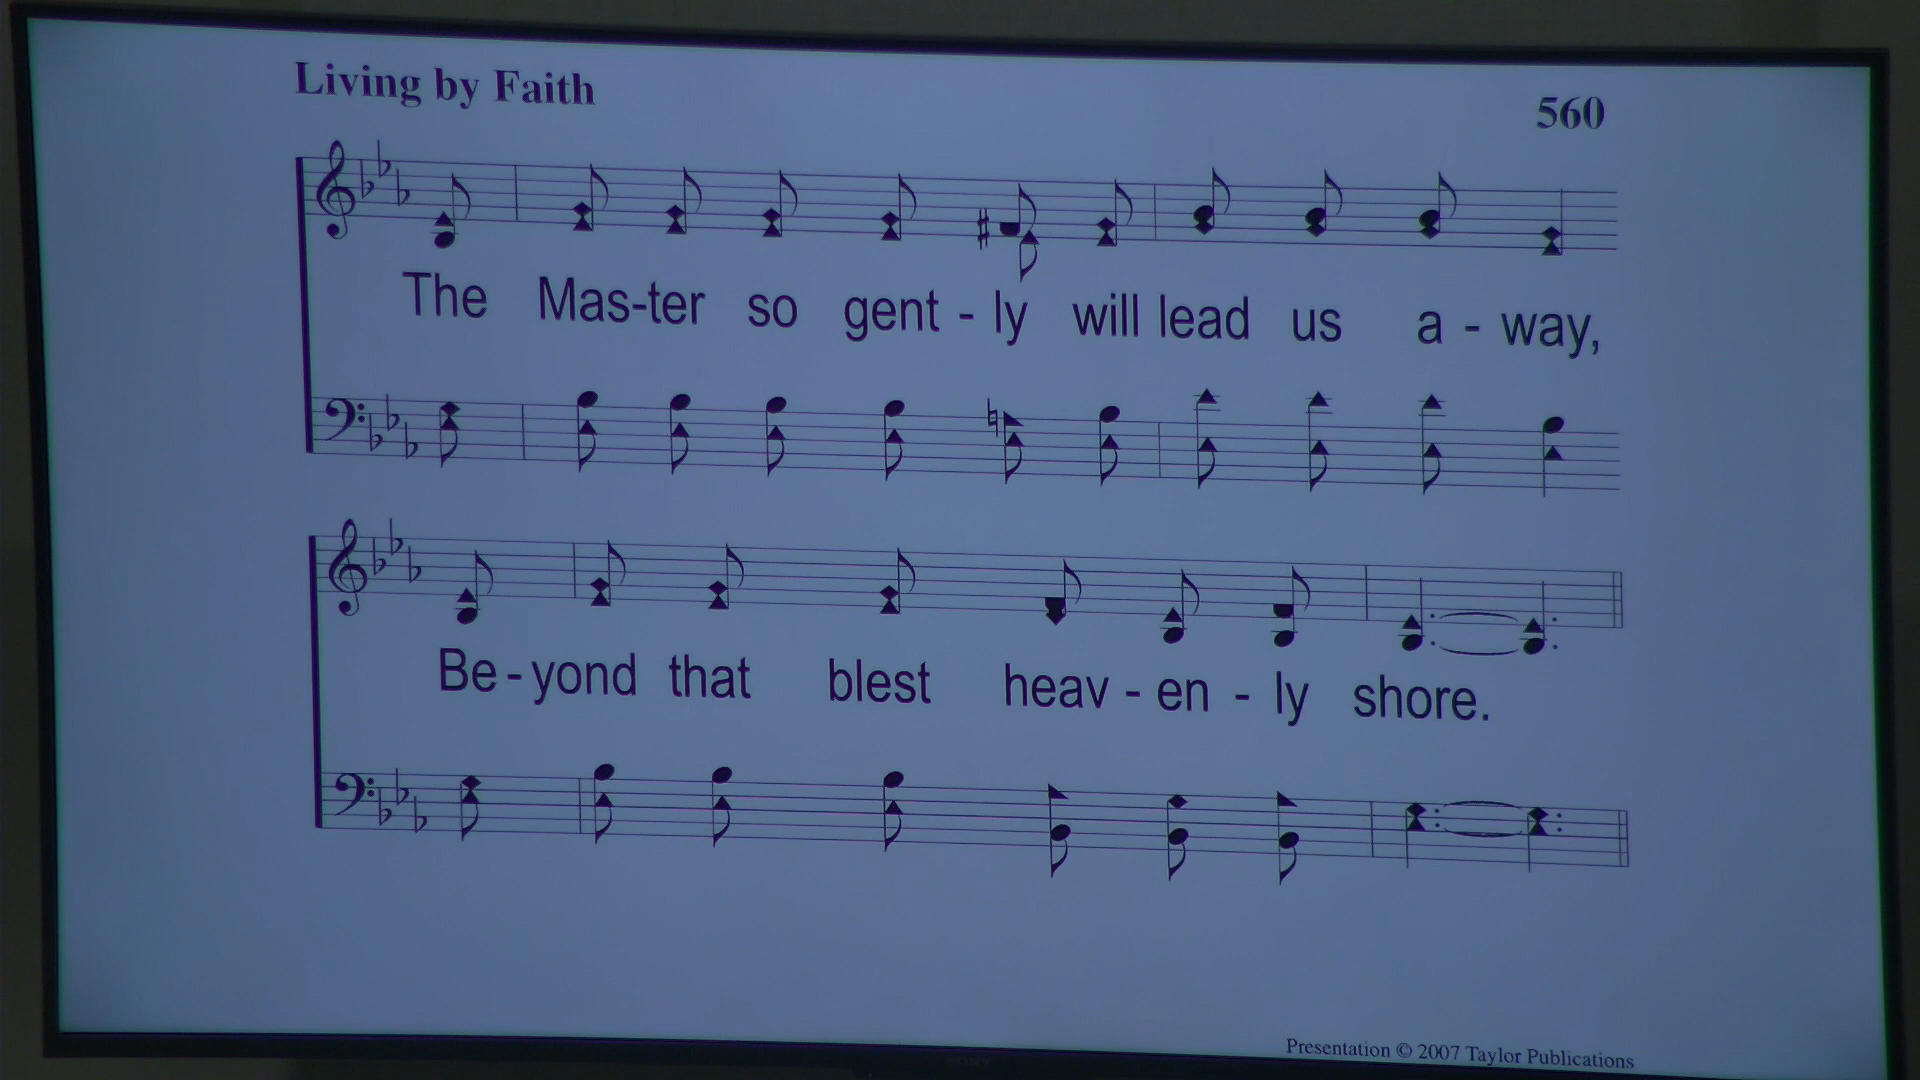 Living by Faith
560
The Mas-ter so gent - ly will lead us a - way,
Be - yond that blest heav - en - ly shore.
Presentation © 2007 Taylor Publications
SONY